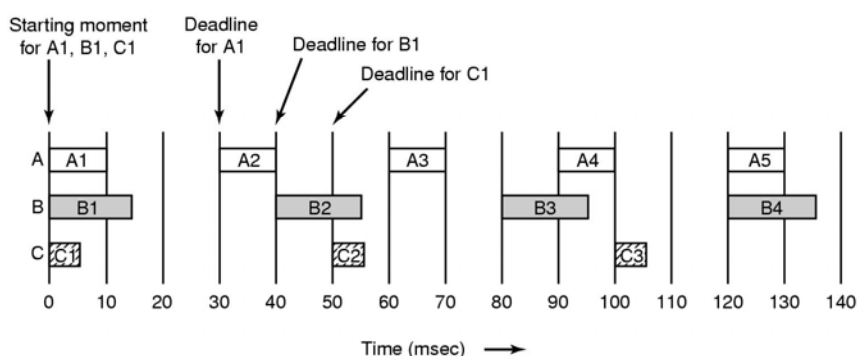 Starting moment
for A1, B1, C1
Deadline
for A1
Deadline for B1
Deadline for C1
A A1 A2 A3 A4 A5
B B1 B2 B3 B4
C C1 C2 C3
0 10 20 30 40 50 60 70 80 90 100 110 120 130 140
Time (msec)